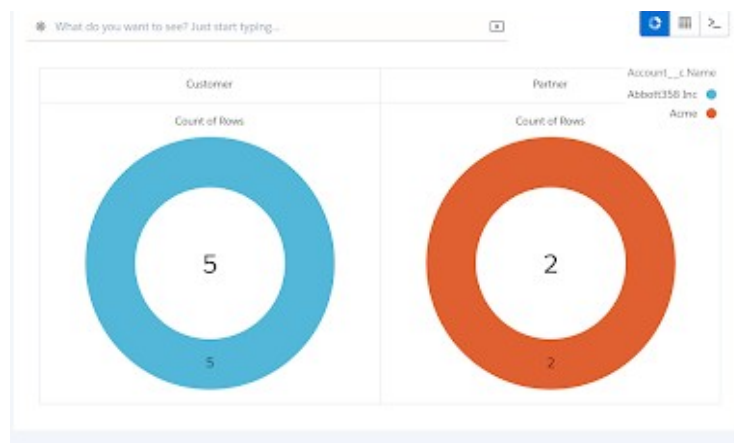 What do you want to see? Just start typing...
Customer
Partner
Account__c.Name
Abbott358 Inc
Acme
Count of Rows
Count of Rows
5
2
5
2